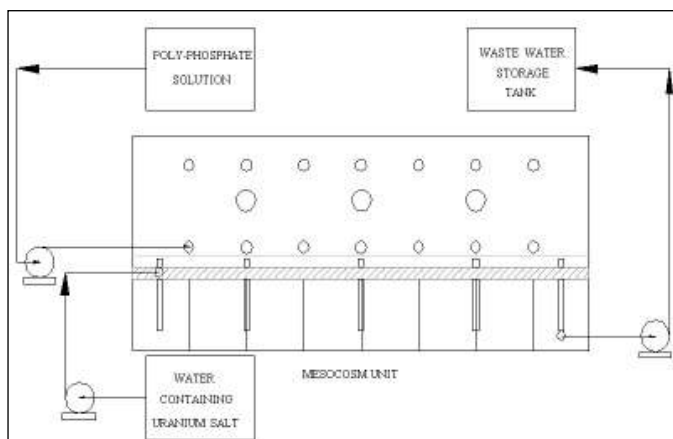 POLY-PHOSPHATE
SOLUTION
WASTE WATER
STORAGE
TANK
MESOCOSM UNIT
WATER
CONTAINING
URANIUM SALT